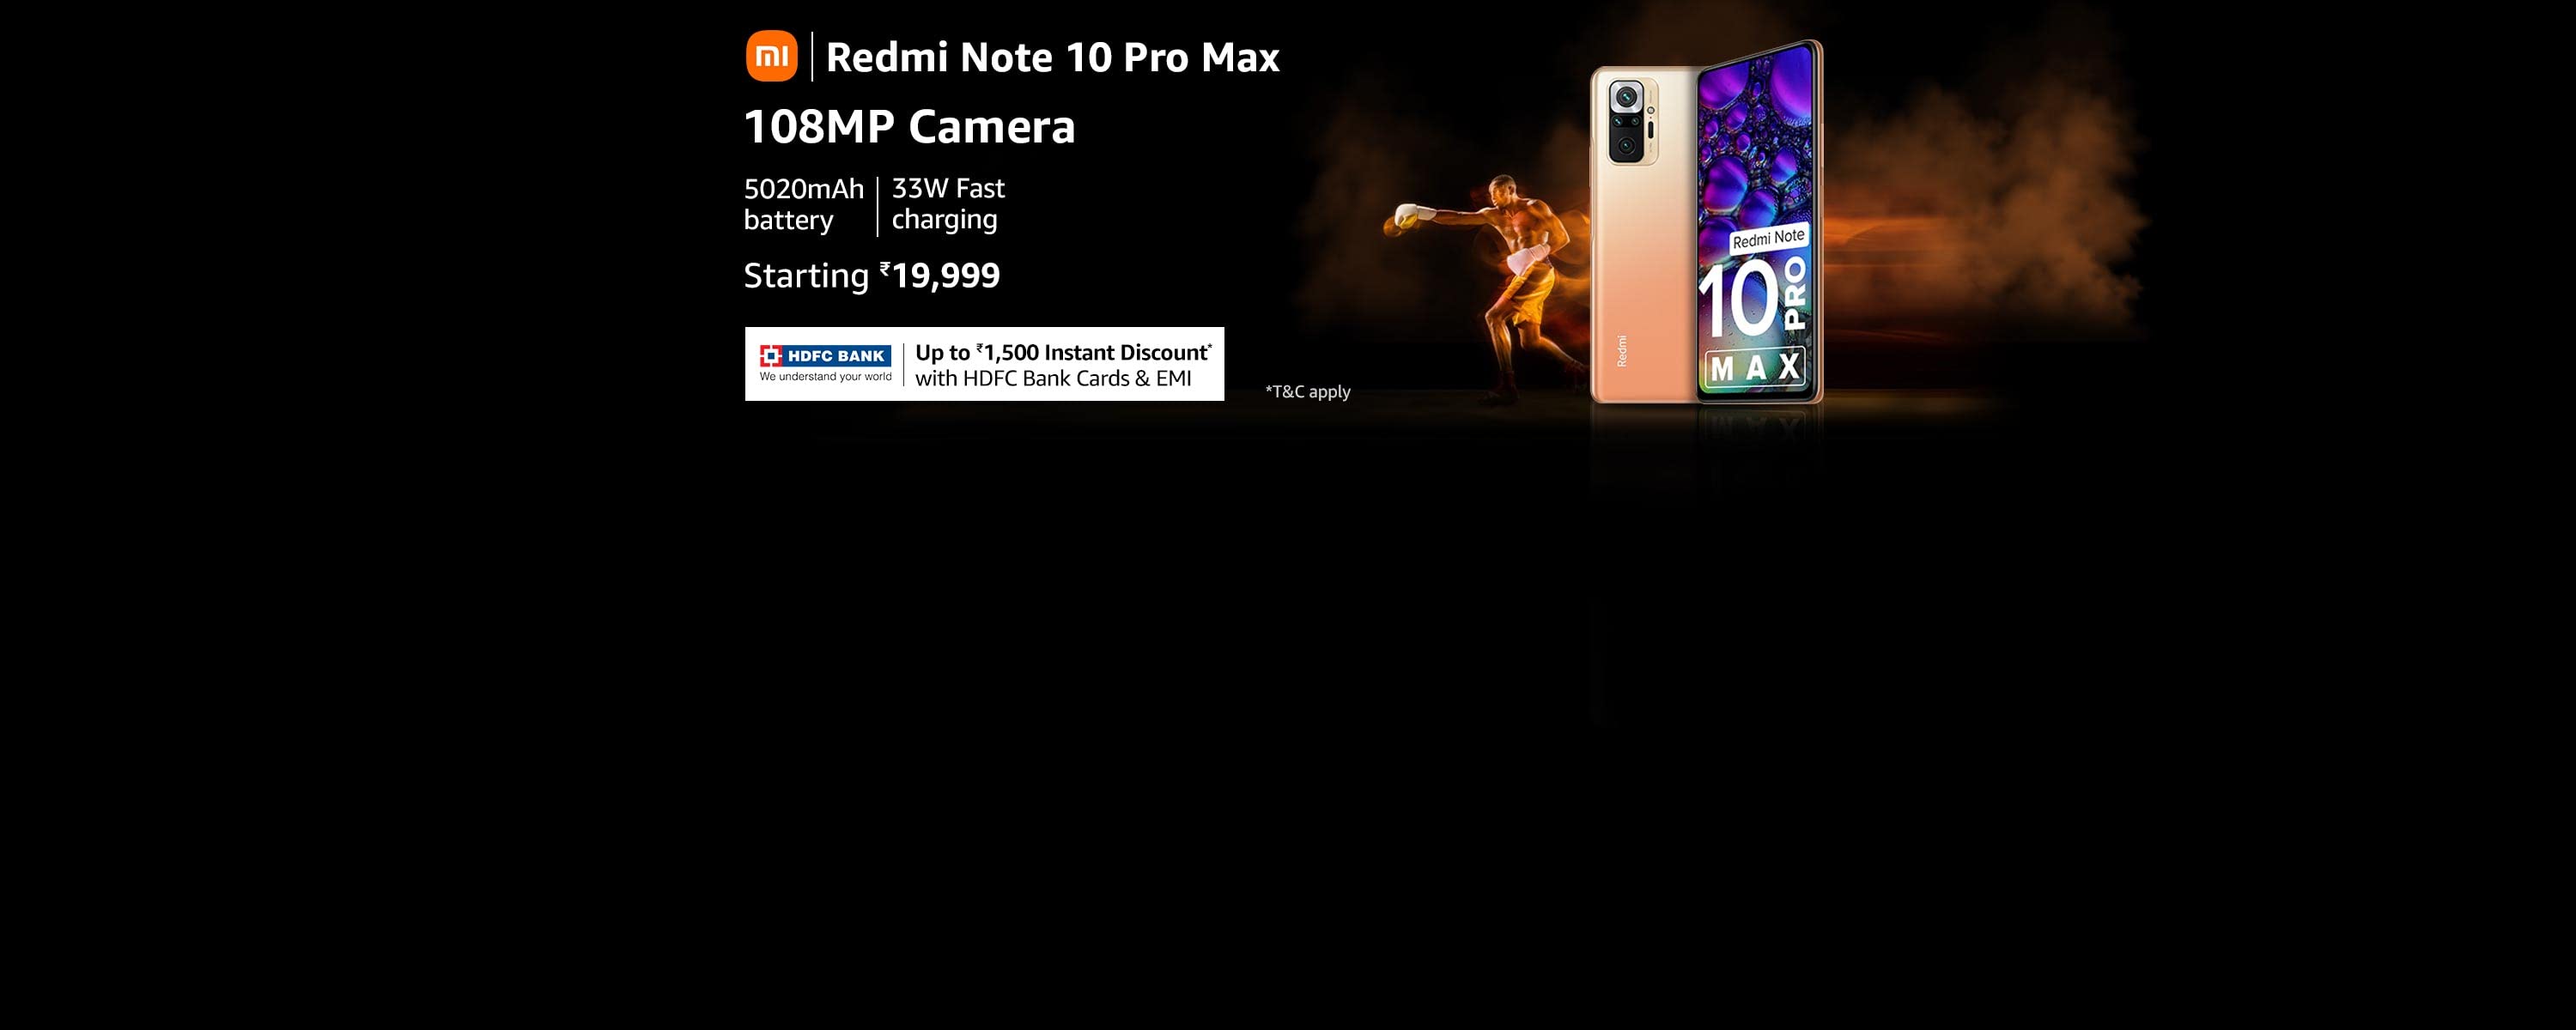 mi
Redmi Note 10 Pro Max
108MP Camera
5020mAh
battery
33W Fast
charging
Starting ₹19,999
HDFC BANK
We understand your world
Up to ₹1,500 Instant Discount*
with HDFC Bank Cards & EMI
*T&C apply
Redmi
Redmi Note
10 PRO
MAX